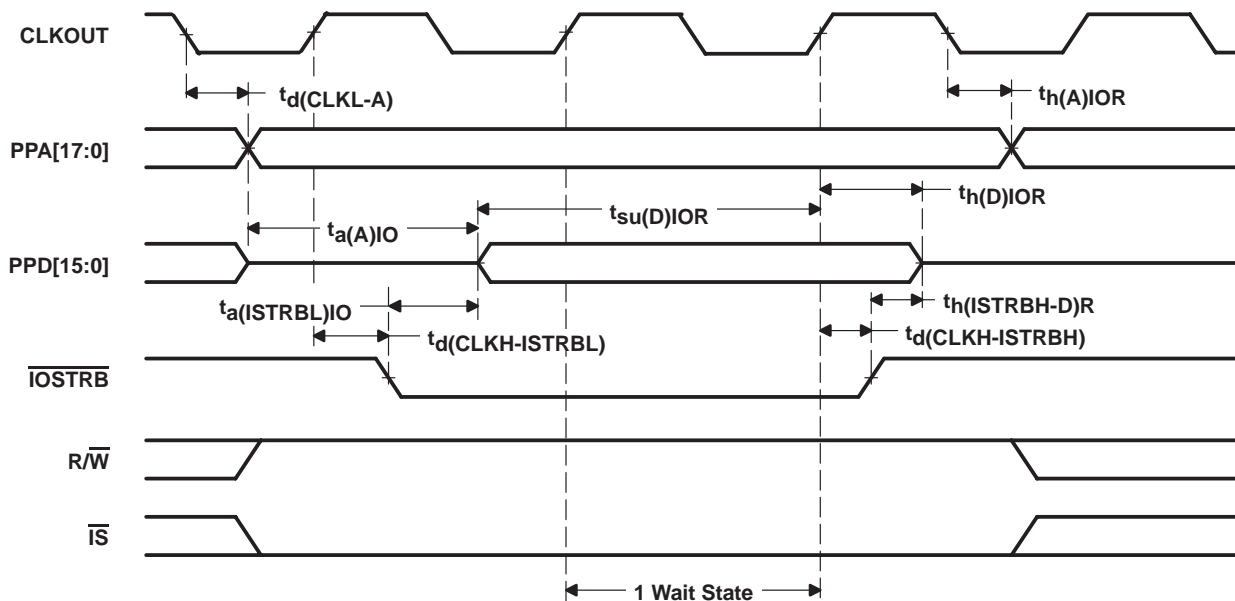 CLKOUT
td(CLKL-A)
th(A)IOR
PPA[17:0]
th(D)IOR
tsu(D)IOR
ta(A)IO
PPD[15:0]
ta(ISTRBL)IO
th(ISTRBH-D)R
td(CLKH-ISTRBL)
td(CLKH-ISTRBH)
IOSTRB
R/W
IS
1 Wait State